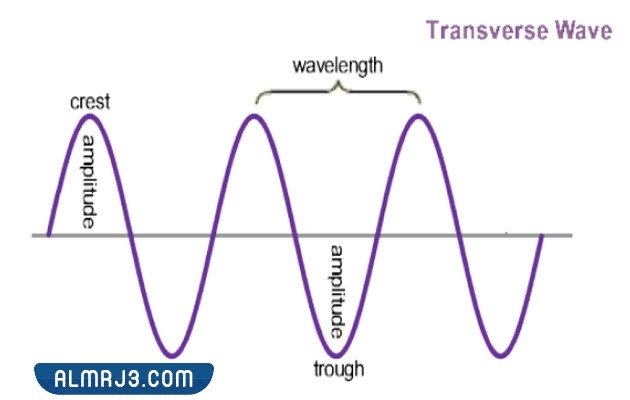 Transverse Wave
wavelength
crest
amplitude
amplitude
trough
ALMRJ3.COM